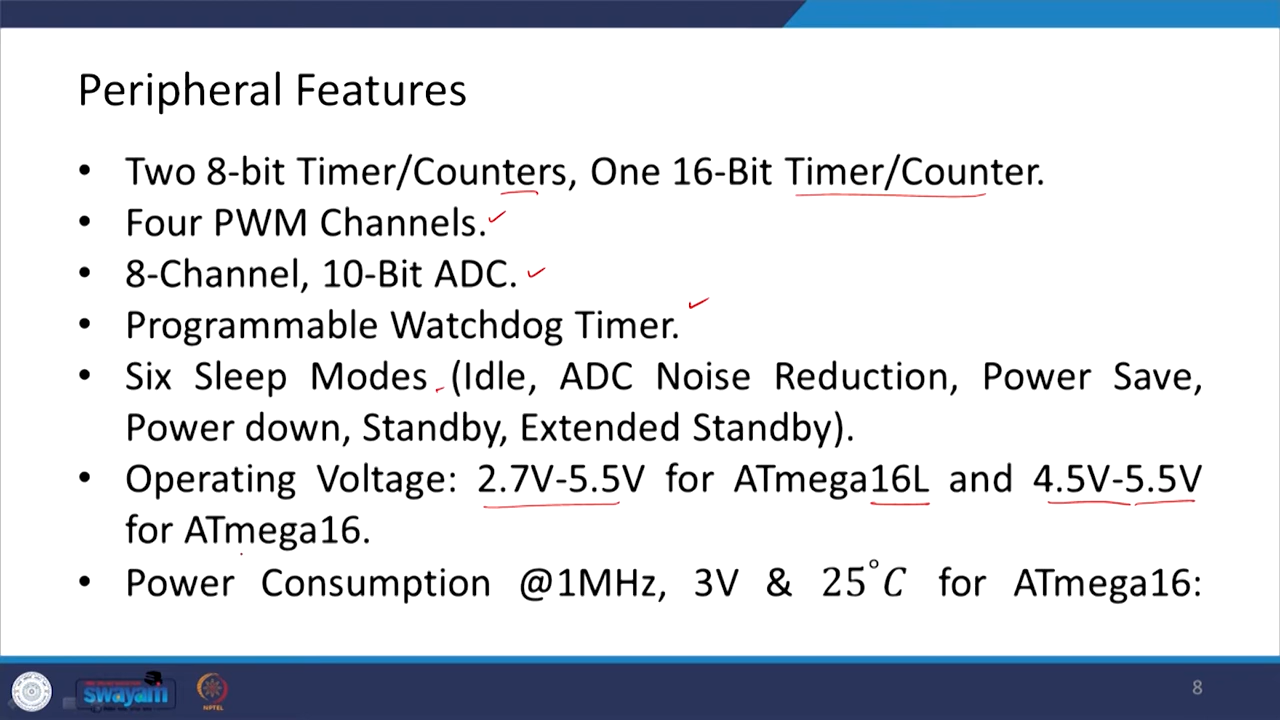 Peripheral Features
• Two 8-bit Timer/Counters, One 16-Bit Timer/Counter.
• Four PWM Channels.
• 8-Channel, 10-Bit ADC.
• Programmable Watchdog Timer.
• Six Sleep Modes (Idle, ADC Noise Reduction, Power Save,
Power down, Standby, Extended Standby).
• Operating Voltage: 2.7V-5.5V for ATmega16L and 4.5V-5.5V
for ATmega16.
• Power Consumption @1MHz, 3V & 25°C for ATmega16:
swayam
NPTEL
8